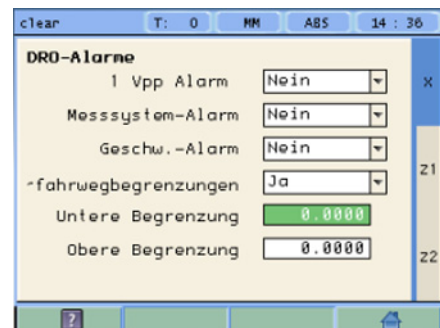 clear T: 0 MM ABS 14 : 36
DRO-Alarme
1 Vpp Alarm Nein
Messsystem-Alarm Nein
Geschw.-Alarm Nein
fahrwegbegrenzungen Ja
Untere Begrenzung 0.0000
Obere Begrenzung 0.0000
X
Z1
Z2
?